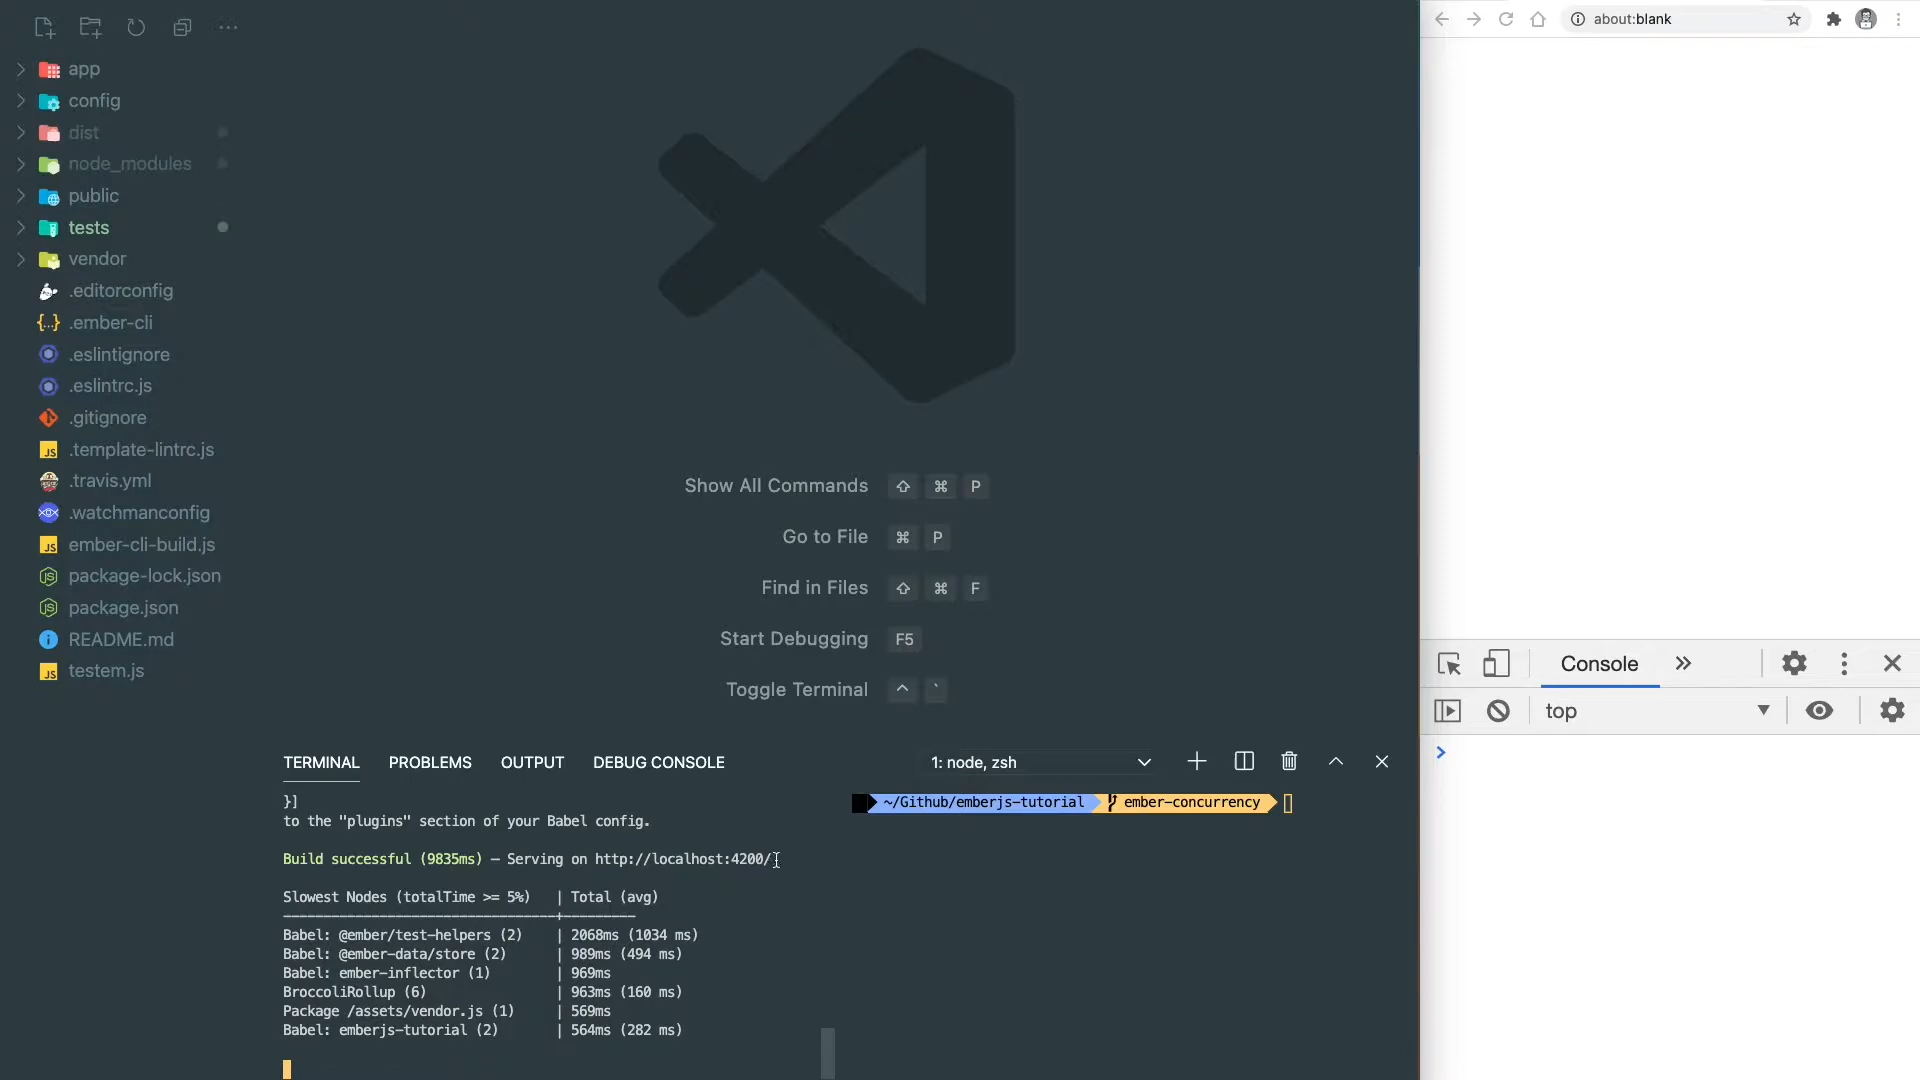 app
config
dist
node_modules
public
tests
vendor
.editorconfig
.ember-cli
.eslintignore
.eslintrc.js
.gitignore
.template-lintrc.js
.travis.yml
.watchmanconfig
ember-cli-build.js
package-lock.json
package.json
README.md
testem.js
Show All Commands ⇧ ⌘ P
Go to File ⌘ P
Find in Files ⇧ ⌘ F
Start Debugging F5
Toggle Terminal ^ `
TERMINAL PROBLEMS OUTPUT DEBUG CONSOLE 1: node, zsh
}]
to the "plugins" section of your Babel config.
Build successful (9835ms) – Serving on http://localhost:4200/
Slowest Nodes (totalTime >= 5%) | Total (avg)
Babel: @ember/test-helpers (2) | 2068ms (1034 ms)
Babel: @ember-data/store (2) | 989ms (494 ms)
Babel: ember-inflector (1) | 969ms
BroccoliRollup (6) | 963ms (160 ms)
Package /assets/vendor.js (1) | 569ms
Babel: emberjs-tutorial (2) | 564ms (282 ms)
~/Github/emberjs-tutorial ember-concurrency
about:blank
Console
top